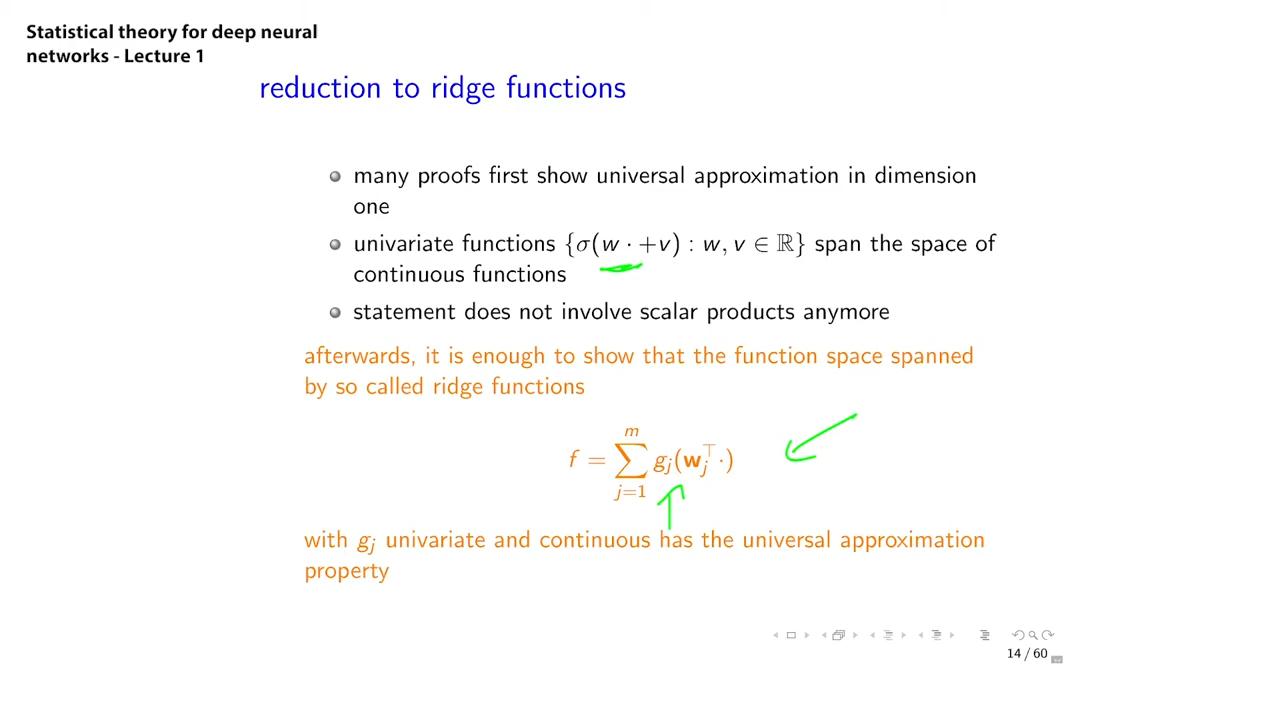 Statistical theory for deep neural
networks - Lecture 1
reduction to ridge functions
many proofs first show universal approximation in dimension
one
univariate functions {σ(w · +v) : w, v ∈ ℝ} span the space of
continuous functions
statement does not involve scalar products anymore
afterwards, it is enough to show that the function space spanned
by so called ridge functions
f = ∑_{j=1}^{m} g_j(𝐰_j^⊤ ·)
with g_j univariate and continuous has the universal approximation
property
14 / 60